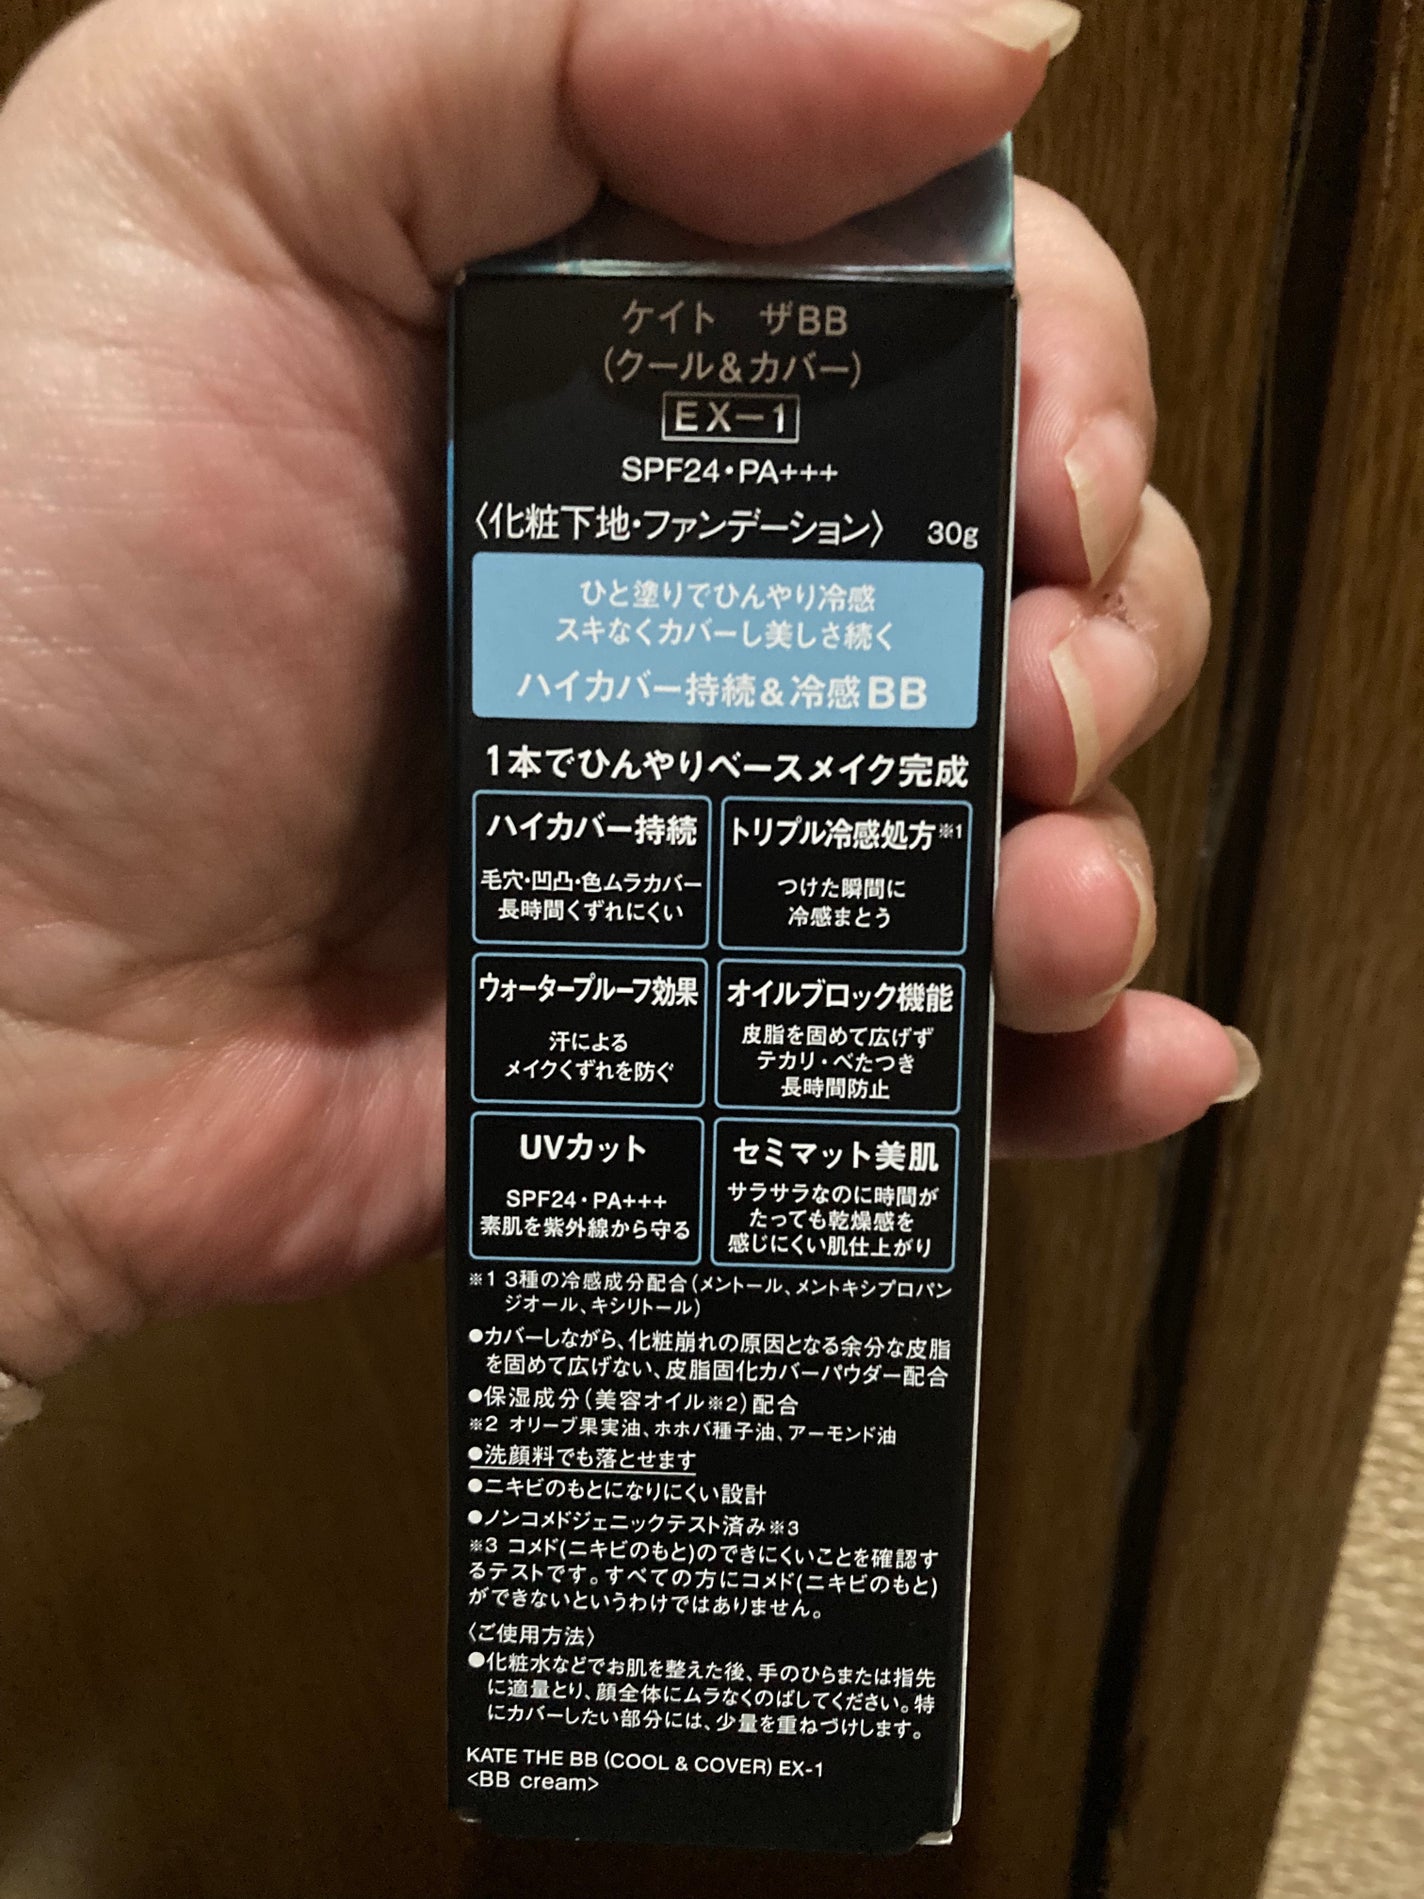 ケイト ザBB
(クール&カバー)
EX-1
SPF24・PA+++
〈化粧下地・ファンデーション〉 30g
ひと塗りでひんやり冷感
スキなくカバーし美しさ続く
ハイカバー持続&冷感BB
1本でひんやりベースメイク完成
ハイカバー持続
毛穴・凹凸・色ムラカバー
長時間くずれにくい
トリプル冷感処方※1
つけた瞬間に
冷感まとう
ウォータープルーフ効果
汗による
メイクくずれを防ぐ
オイルブロック機能
皮脂を固めて広げず
テカリ・べたつき
長時間防止
UVカット
SPF24・PA+++
素肌を紫外線から守る
セミマット美肌
サラサラなのに時間が
たっても乾燥感を
感じにくい肌仕上がり
※1 3種の冷感成分配合(メントール、メントキシプロパン
ジオール、キシリトール)
●カバーしながら、化粧崩れの原因となる余分な皮脂
を固めて広げない、皮脂固化カバーパウダー配合
●保湿成分(美容オイル※2)配合
※2 オリーブ果実油、ホホバ種子油、アーモンド油
●洗顔料でも落とせます
●ニキビのもとになりにくい設計
●ノンコメドジェニックテスト済み※3
※3 コメド(ニキビのもと)のできにくいことを確認す
るテストです。すべての方にコメド(ニキビのもと)
ができないというわけではありません。
〈ご使用方法〉
●化粧水などでお肌を整えた後、手のひらまたは指先
に適量とり、顔全体にムラなくのばしてください。特
にカバーしたい部分には、少量を重ねづけします。
KATE THE BB (COOL & COVER) EX-1
<BB cream>